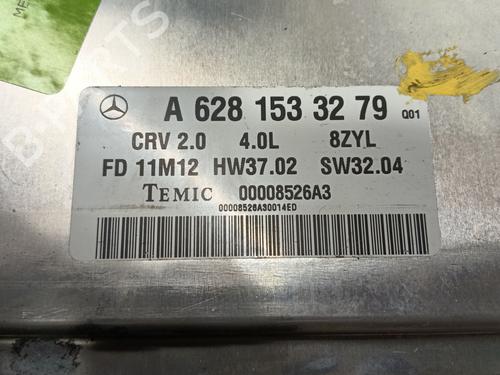 ME
A 628 153 32 79 Q01
CRV 2.0 4.0L 8ZYL
FD 11M12 HW37.02 SW32.04
TEMIC 00008526A3
00008526A30014ED